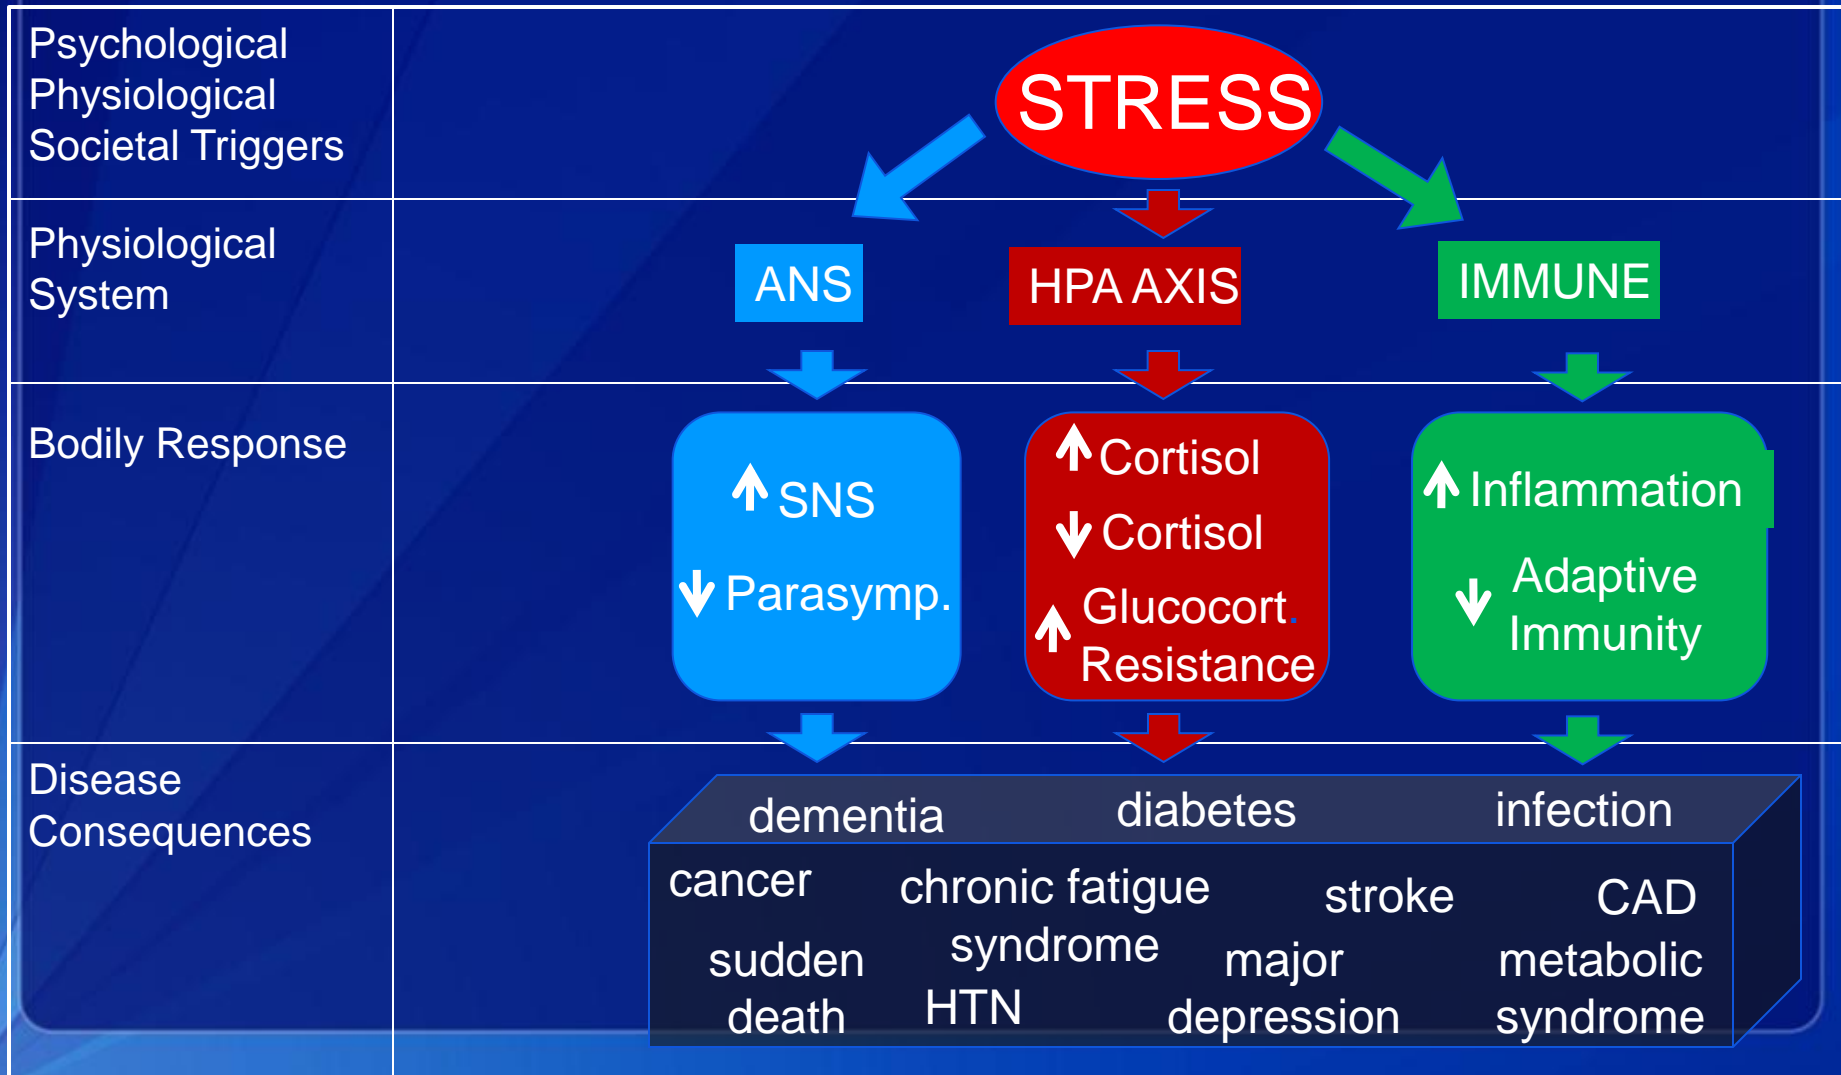 Psychological
Physiological
Societal Triggers
STRESS
Physiological
System
ANS
HPA AXIS
IMMUNE
Bodily Response
↑ SNS
↓ Parasymp.
↑ Cortisol
↓ Cortisol
↑ Glucocort.
Resistance
↑ Inflammation
↓ Adaptive
Immunity
Disease
Consequences
dementia
diabetes
infection
cancer
chronic fatigue
syndrome
stroke
CAD
sudden
death
HTN
major
depression
metabolic
syndrome